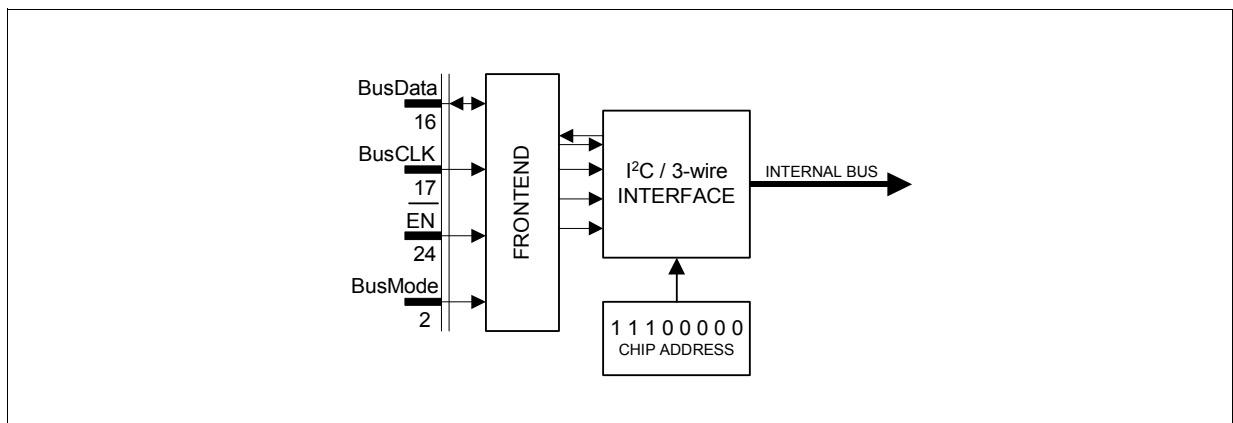 BusData
16
BusCLK
17
EN
24
BusMode
2
FRONTEND
I²C / 3-wire
INTERFACE
INTERNAL BUS
1 1 1 0 0 0 0 0
CHIP ADDRESS